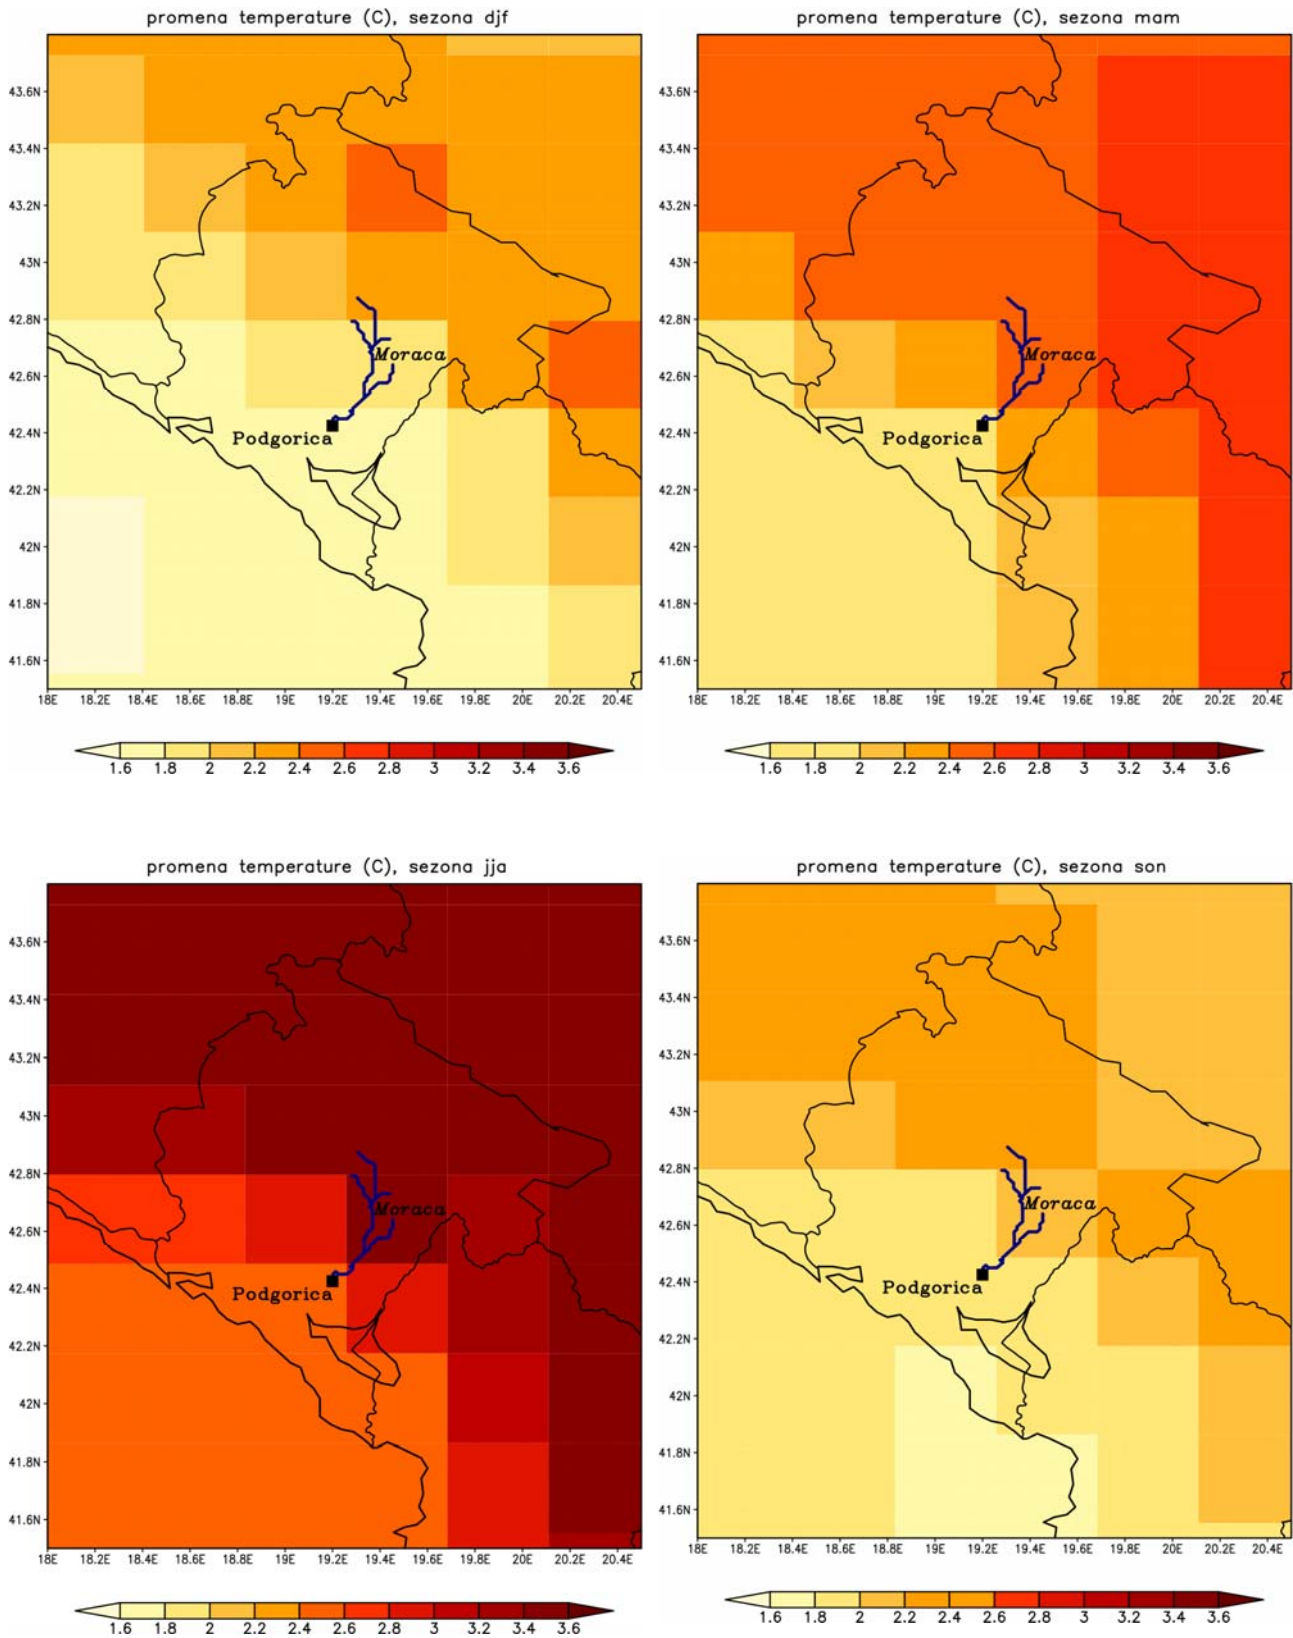 promena temperature (C), sezona djf
43.6N
43.4N
43.2N
43N
42.8N
42.6N
42.4N
42.2N
42N
41.8N
41.6N
Moraca
Podgorica
18E 18.2E 18.4E 18.6E 18.8E 19E 19.2E 19.4E 19.6E 19.8E 20E 20.2E 20.4E
1.6 1.8 2 2.2 2.4 2.6 2.8 3 3.2 3.4 3.6
promena temperature (C), sezona mam
43.6N
43.4N
43.2N
43N
42.8N
42.6N
42.4N
42.2N
42N
41.8N
41.6N
Moraca
Podgorica
18E 18.2E 18.4E 18.6E 18.8E 19E 19.2E 19.4E 19.6E 19.8E 20E 20.2E 20.4E
1.6 1.8 2 2.2 2.4 2.6 2.8 3 3.2 3.4 3.6
promena temperature (C), sezona jja
43.6N
43.4N
43.2N
43N
42.8N
42.6N
42.4N
42.2N
42N
41.8N
41.6N
Moraca
Podgorica
18E 18.2E 18.4E 18.6E 18.8E 19E 19.2E 19.4E 19.6E 19.8E 20E 20.2E 20.4E
1.6 1.8 2 2.2 2.4 2.6 2.8 3 3.2 3.4 3.6
promena temperature (C), sezona son
43.6N
43.4N
43.2N
43N
42.8N
42.6N
42.4N
42.2N
42N
41.8N
41.6N
Moraca
Podgorica
18E 18.2E 18.4E 18.6E 18.8E 19E 19.2E 19.4E 19.6E 19.8E 20E 20.2E 20.4E
1.6 1.8 2 2.2 2.4 2.6 2.8 3 3.2 3.4 3.6